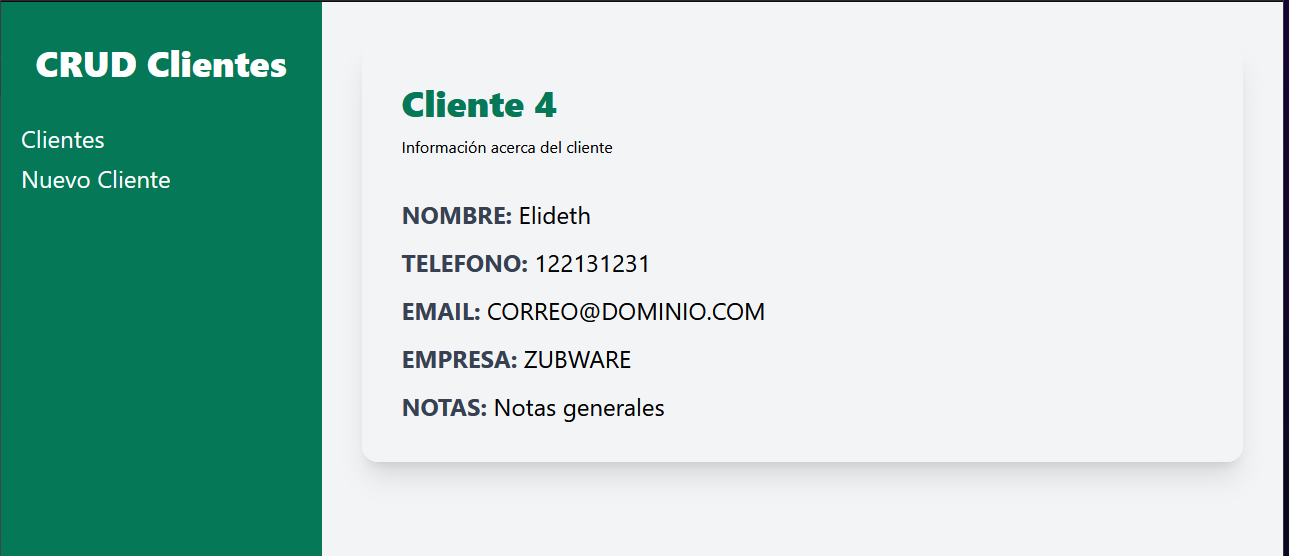 CRUD Clientes
Clientes
Nuevo Cliente
Cliente 4
Información acerca del cliente
NOMBRE: Elideth
TELEFONO: 122131231
EMAIL: CORREO@DOMINIO.COM
EMPRESA: ZUBWARE
NOTAS: Notas generales